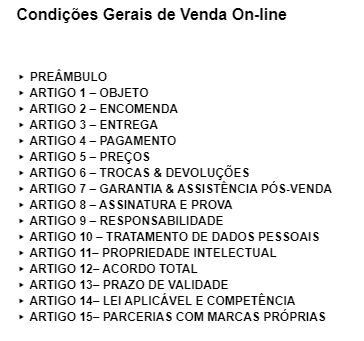 Condições Gerais de Venda On-line
▸ PREÂMBULO
▸ ARTIGO 1 – OBJETO
▸ ARTIGO 2 – ENCOMENDA
▸ ARTIGO 3 – ENTREGA
▸ ARTIGO 4 – PAGAMENTO
▸ ARTIGO 5 – PREÇOS
▸ ARTIGO 6 – TROCAS & DEVOLUÇÕES
▸ ARTIGO 7 – GARANTIA & ASSISTÊNCIA PÓS-VENDA
▸ ARTIGO 8 – ASSINATURA E PROVA
▸ ARTIGO 9 – RESPONSABILIDADE
▸ ARTIGO 10 – TRATAMENTO DE DADOS PESSOAIS
▸ ARTIGO 11– PROPRIEDADE INTELECTUAL
▸ ARTIGO 12– ACORDO TOTAL
▸ ARTIGO 13– PRAZO DE VALIDADE
▸ ARTIGO 14– LEI APLICÁVEL E COMPETÊNCIA
▸ ARTIGO 15– PARCERIAS COM MARCAS PRÓPRIAS